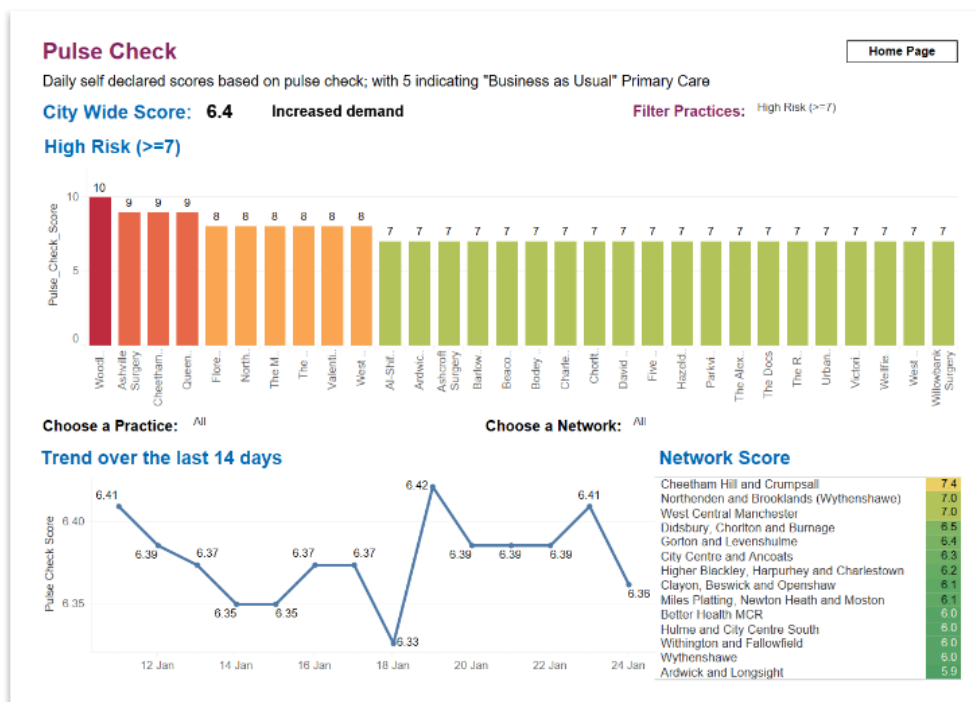 Pulse Check
Home Page
Daily self declared scores based on pulse check; with 5 indicating "Business as Usual" Primary Care
City Wide Score: 6.4 Increased demand
Filter Practices: High Risk (>=7)
High Risk (>=7)
Pulse_Check_Score
10
5
0
10 9 9 9 8 8 8 8 8 8 7 7 7 7 7 7 7 7 7 7 7 7 7 7 7 7 7 7 7 7
Woodl..
Ashville Surgery
Cheetham..
Queen..
Flore..
North..
The M..
The ..
Valenti..
West ..
Al-Shif..
Ardwic..
Ashcroft Surgery
Barlow..
Beaco..
Bodey ..
Charle..
Chorlt..
David ..
Five ..
Hazeld..
Parkvi..
The Alex..
The Docs
The R..
Urban..
Victori..
Wellfie..
West ..
Willowbank Surgery
Choose a Practice: All
Choose a Network: All
Trend over the last 14 days
Pulse Check Score
6.40
6.35
6.41
6.39
6.37
6.35
6.35
6.37
6.37
6.33
6.42
6.39
6.39
6.39
6.41
6.36
12 Jan 14 Jan 16 Jan 18 Jan 20 Jan 22 Jan 24 Jan
Network Score
Cheetham Hill and Crumpsall 7.4
Northenden and Brooklands (Wythenshawe) 7.0
West Central Manchester 7.0
Didsbury, Chorlton and Burnage 6.5
Gorton and Levenshulme 6.4
City Centre and Ancoats 6.3
Higher Blackley, Harpurhey and Charlestown 6.2
Clayon, Beswick and Openshaw 6.1
Miles Platting, Newton Heath and Moston 6.1
Better Health MCR 6.0
Hulme and City Centre South 6.0
Withington and Fallowfield 6.0
Wythenshawe 6.0
Ardwick and Longsight 5.9